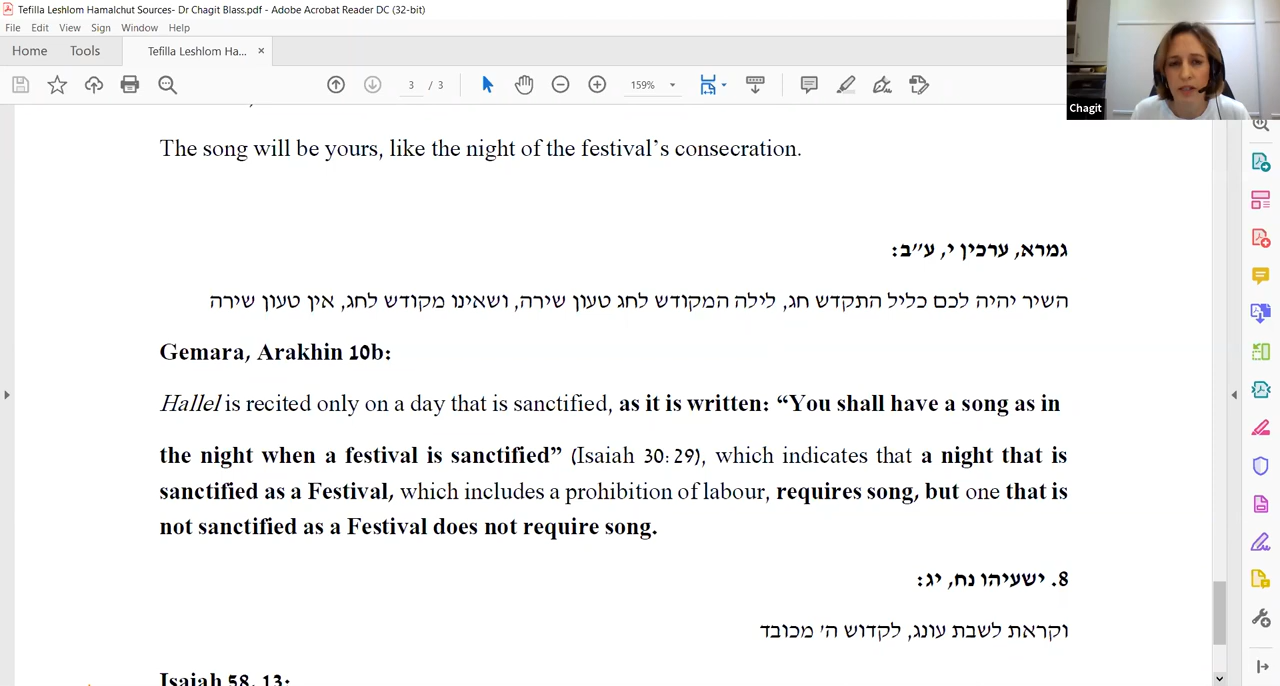 Tefilla Leshlom Hamalchut Sources- Dr Chagit Blass.pdf - Adobe Acrobat Reader DC (32-bit)
File Edit View Sign Window Help
Home Tools Tefilla Leshlom Ha... ×
3 / 3 159%
Chagit
The song will be yours, like the night of the festival’s consecration.
גמרא, ערכין י, ע״ב:
השיר יהיה לכם כליל התקדש חג, לילה המקודש לחג טעון שירה, ושאינו מקודש לחג, אין טעון שירה
Gemara, Arakhin 10b:
Hallel is recited only on a day that is sanctified, as it is written: “You shall have a song as in
the night when a festival is sanctified” (Isaiah 30:29), which indicates that a night that is
sanctified as a Festival, which includes a prohibition of labour, requires song, but one that is
not sanctified as a Festival does not require song.
8. ישעיהו נח, יג:
וקראת לשבת עונג, לקדוש ה׳ מכובד
Isaiah 58, 13: